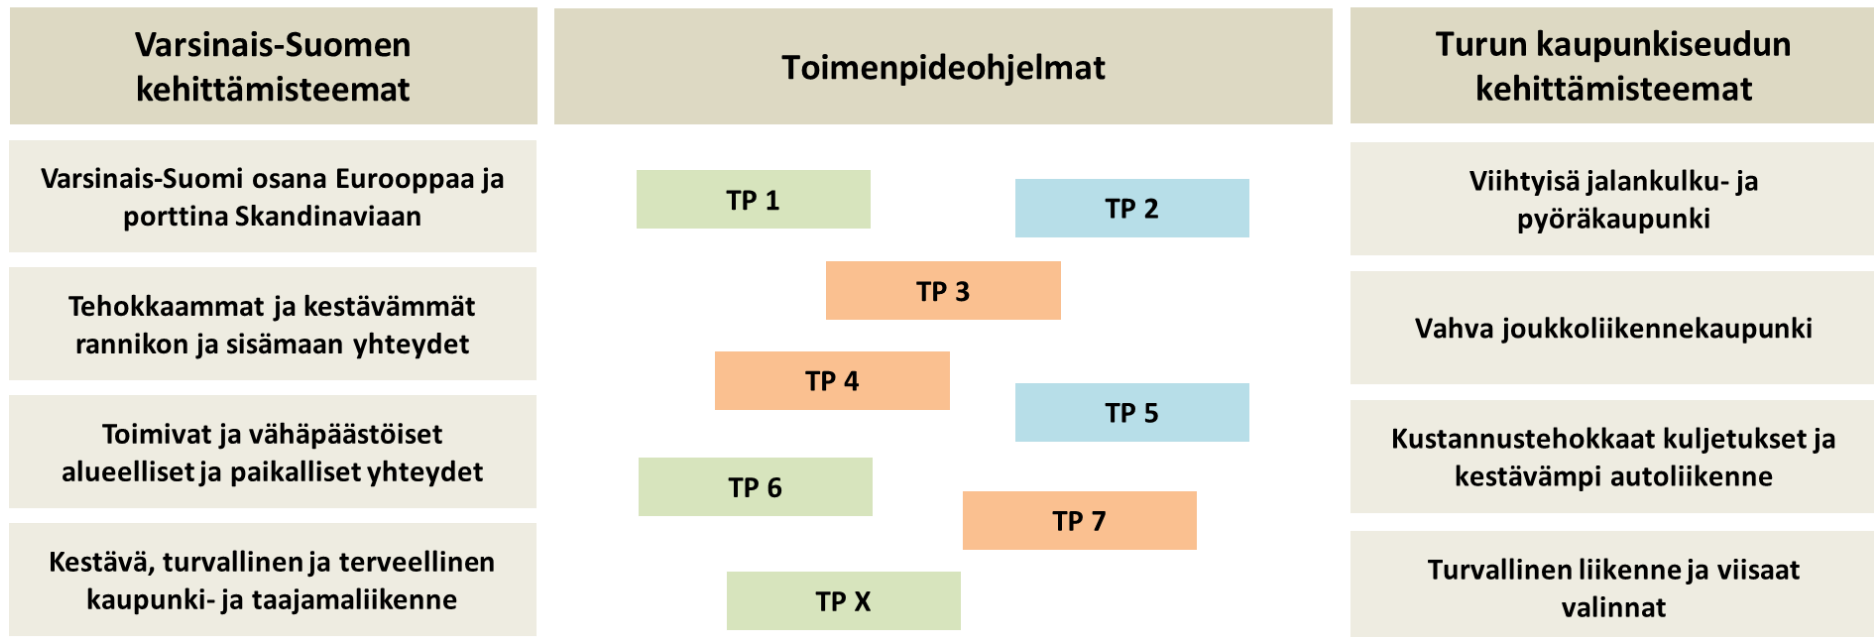 Varsinais-Suomen
kehittämisteemat
Varsinais-Suomi osana Eurooppaa ja
porttina Skandinaviaan
Tehokkaammat ja kestävämmät
rannikon ja sisämaan yhteydet
Toimivat ja vähäpäästöiset
alueelliset ja paikalliset yhteydet
Kestävä, turvallinen ja terveellinen
kaupunki- ja taajamaliikenne
Toimenpideohjelmat
TP 1
TP 2
TP 3
TP 4
TP 5
TP 6
TP 7
TP X
Turun kaupunkiseudun
kehittämisteemat
Viihtyisä jalankulku- ja
pyöräkaupunki
Vahva joukkoliikennekaupunki
Kustannustehokkaat kuljetukset ja
kestävämpi autoliikenne
Turvallinen liikenne ja viisaat
valinnat